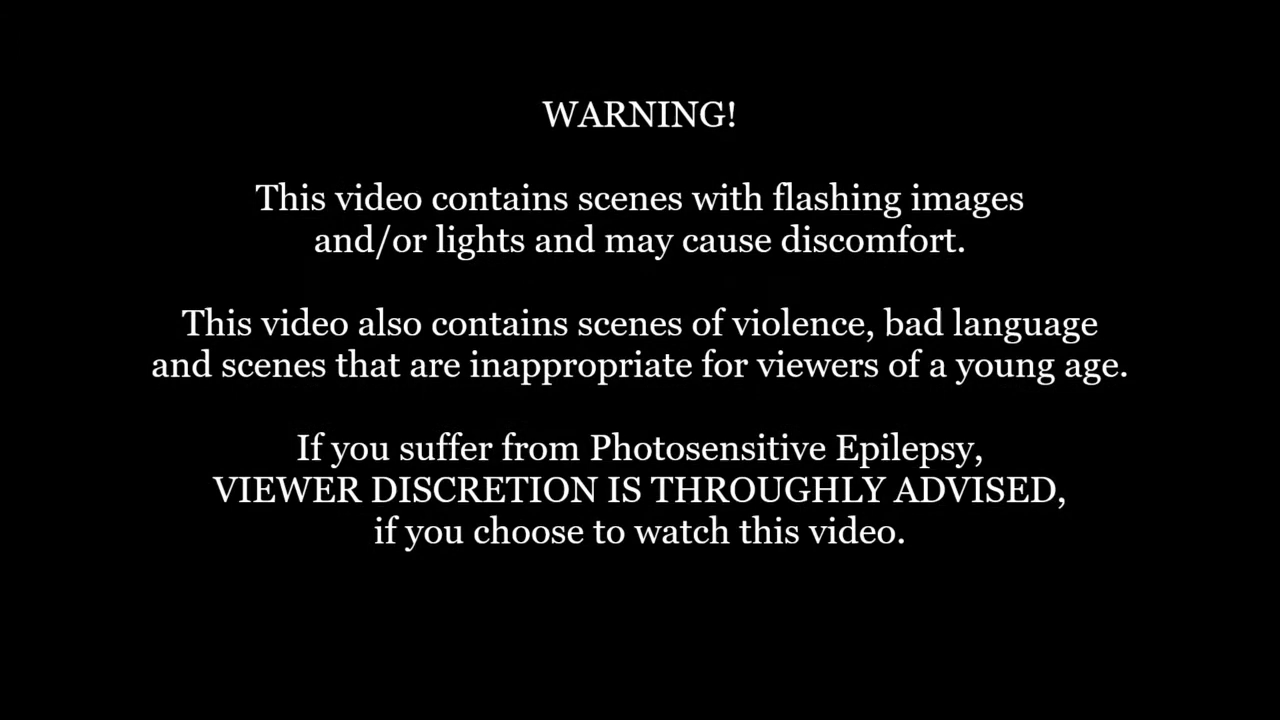 WARNING!
This video contains scenes with flashing images
and/or lights and may cause discomfort.
This video also contains scenes of violence, bad language
and scenes that are inappropriate for viewers of a young age.
If you suffer from Photosensitive Epilepsy,
VIEWER DISCRETION IS THROUGHLY ADVISED,
if you choose to watch this video.